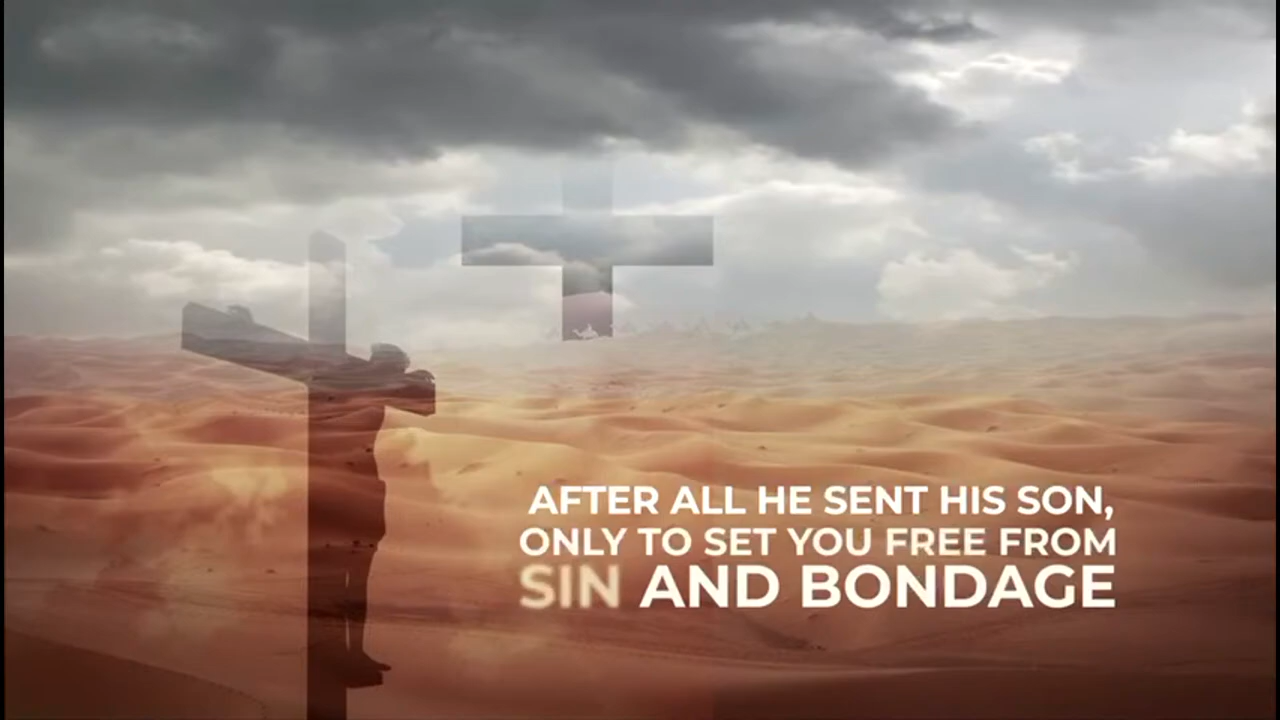 AFTER ALL HE SENT HIS SON,
ONLY TO SET YOU FREE FROM
SIN AND BONDAGE